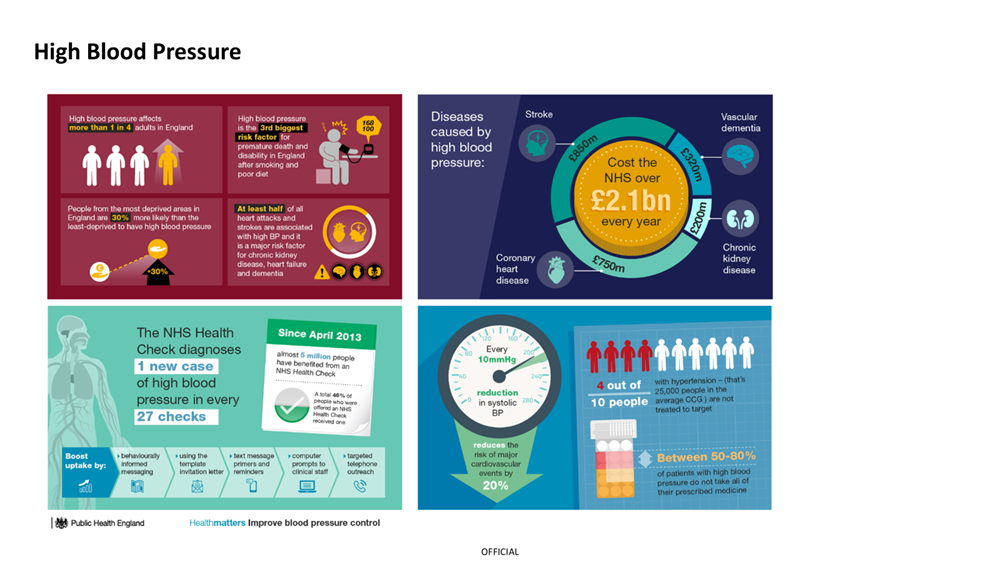 High Blood Pressure
High blood pressure affects
more than 1 in 4 adults in England
High blood pressure
is the 3rd biggest
risk factor for
premature death and
disability in England
after smoking and
poor diet
168
100
People from the most deprived areas in
England are 30% more likely than the
least-deprived to have high blood pressure
+30%
At least half of all
heart attacks and
strokes are associated
with high BP and it
is a major risk factor
for chronic kidney
disease, heart failure
and dementia
Diseases
caused by
high blood
pressure:
Stroke
Vascular
dementia
£850m
£320m
Cost the
NHS over
£2.1bn
every year
£200m
£750m
Coronary
heart
disease
Chronic
kidney
disease
The NHS Health
Check diagnoses
1 new case
of high blood
pressure in every
27 checks
Since April 2013
almost 5 million people
have benefited from an
NHS Health Check
A total 46% of
people who were
offered an NHS
Health Check
received one
Boost
uptake by:
behaviourally
informed
messaging
using the
template
invitation letter
text message
primers and
reminders
computer
prompts to
clinical staff
targeted
telephone
outreach
120 160
80 200
40 240
0 280
Every
10mmHg
reduction
in systolic
BP
reduces the
risk of major
cardiovascular
events by
20%
4 out of
10 people
with hypertension – (that's
25,000 people in the
average CCG ) are not
treated to target
Between 50-80%
of patients with high blood
pressure do not take all of
their prescribed medicine
Public Health England
Healthmatters Improve blood pressure control
OFFICIAL